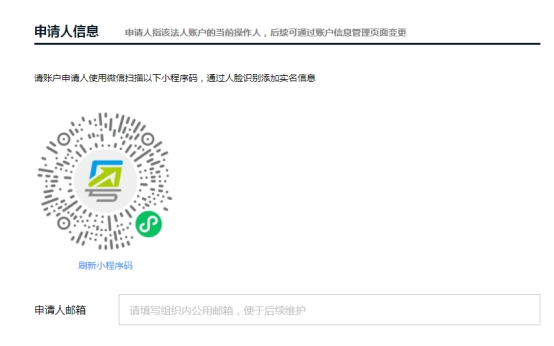 申请人信息 申请人指该法人账户的当前操作人，后续可通过账户信息管理页面变更
请账户申请人使用微信扫描以下小程序码，通过人脸识别添加实名信息
刷新小程序码
申请人邮箱 请填写组织内公用邮箱，便于后续维护